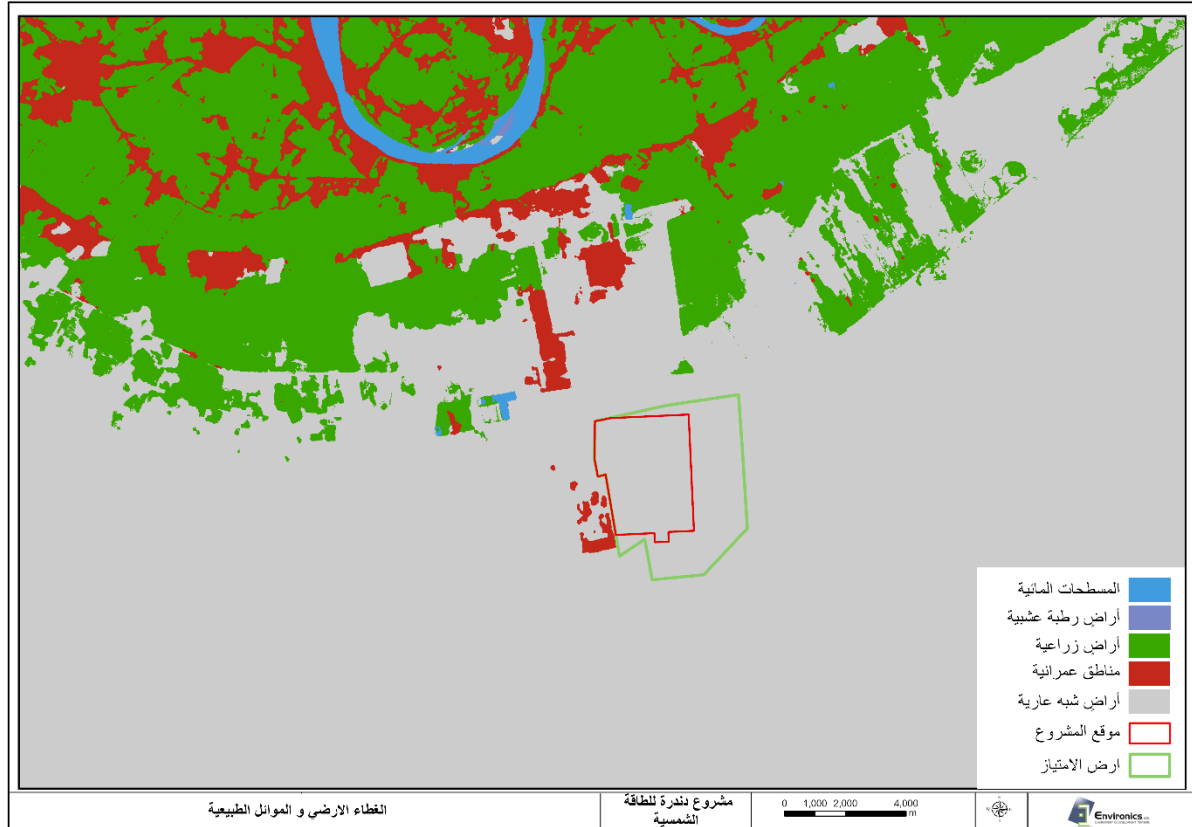 المسطحات المائية
أراضٍ رطبة عشبية
أراضٍ زراعية
مناطق عمرانية
أراضٍ شبه عارية
موقع المشروع
ارض الامتياز
الغطاء الارضي و الموائل الطبيعية
مشروع دندرة للطاقة
الشمسية
0 1,000 2,000 4,000
m
Environics